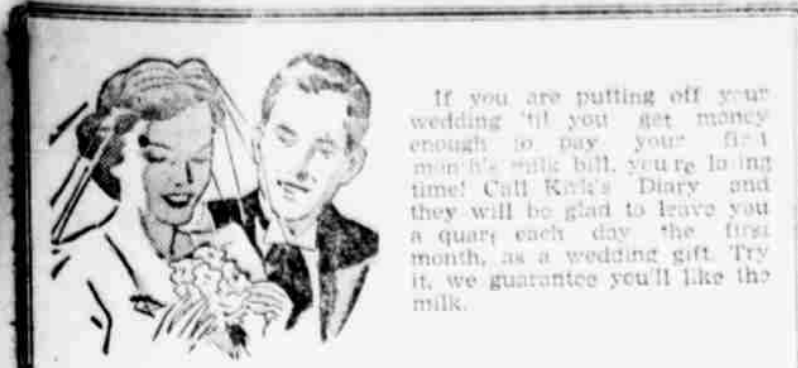 If you are putting off your
wedding 'til you get money
enough to pay your first
month's milk bill, you're losing
time! Call Kirk's Diary and
they will be glad to leave you
a quart each day the first
month, as a wedding gift. Try
it, we guarantee you'll like the
milk.